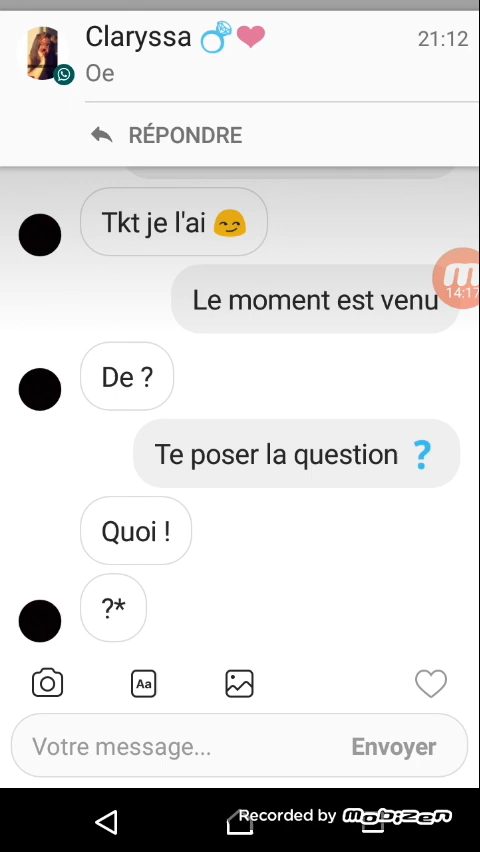 Claryssa 💍❤
21:12
Oe
RÉPONDRE
Tkt je l'ai 😏
Le moment est venu
14:17
De ?
Te poser la question ❓
Quoi !
?*
Aa
Votre message...
Envoyer
Recorded by Mobizen